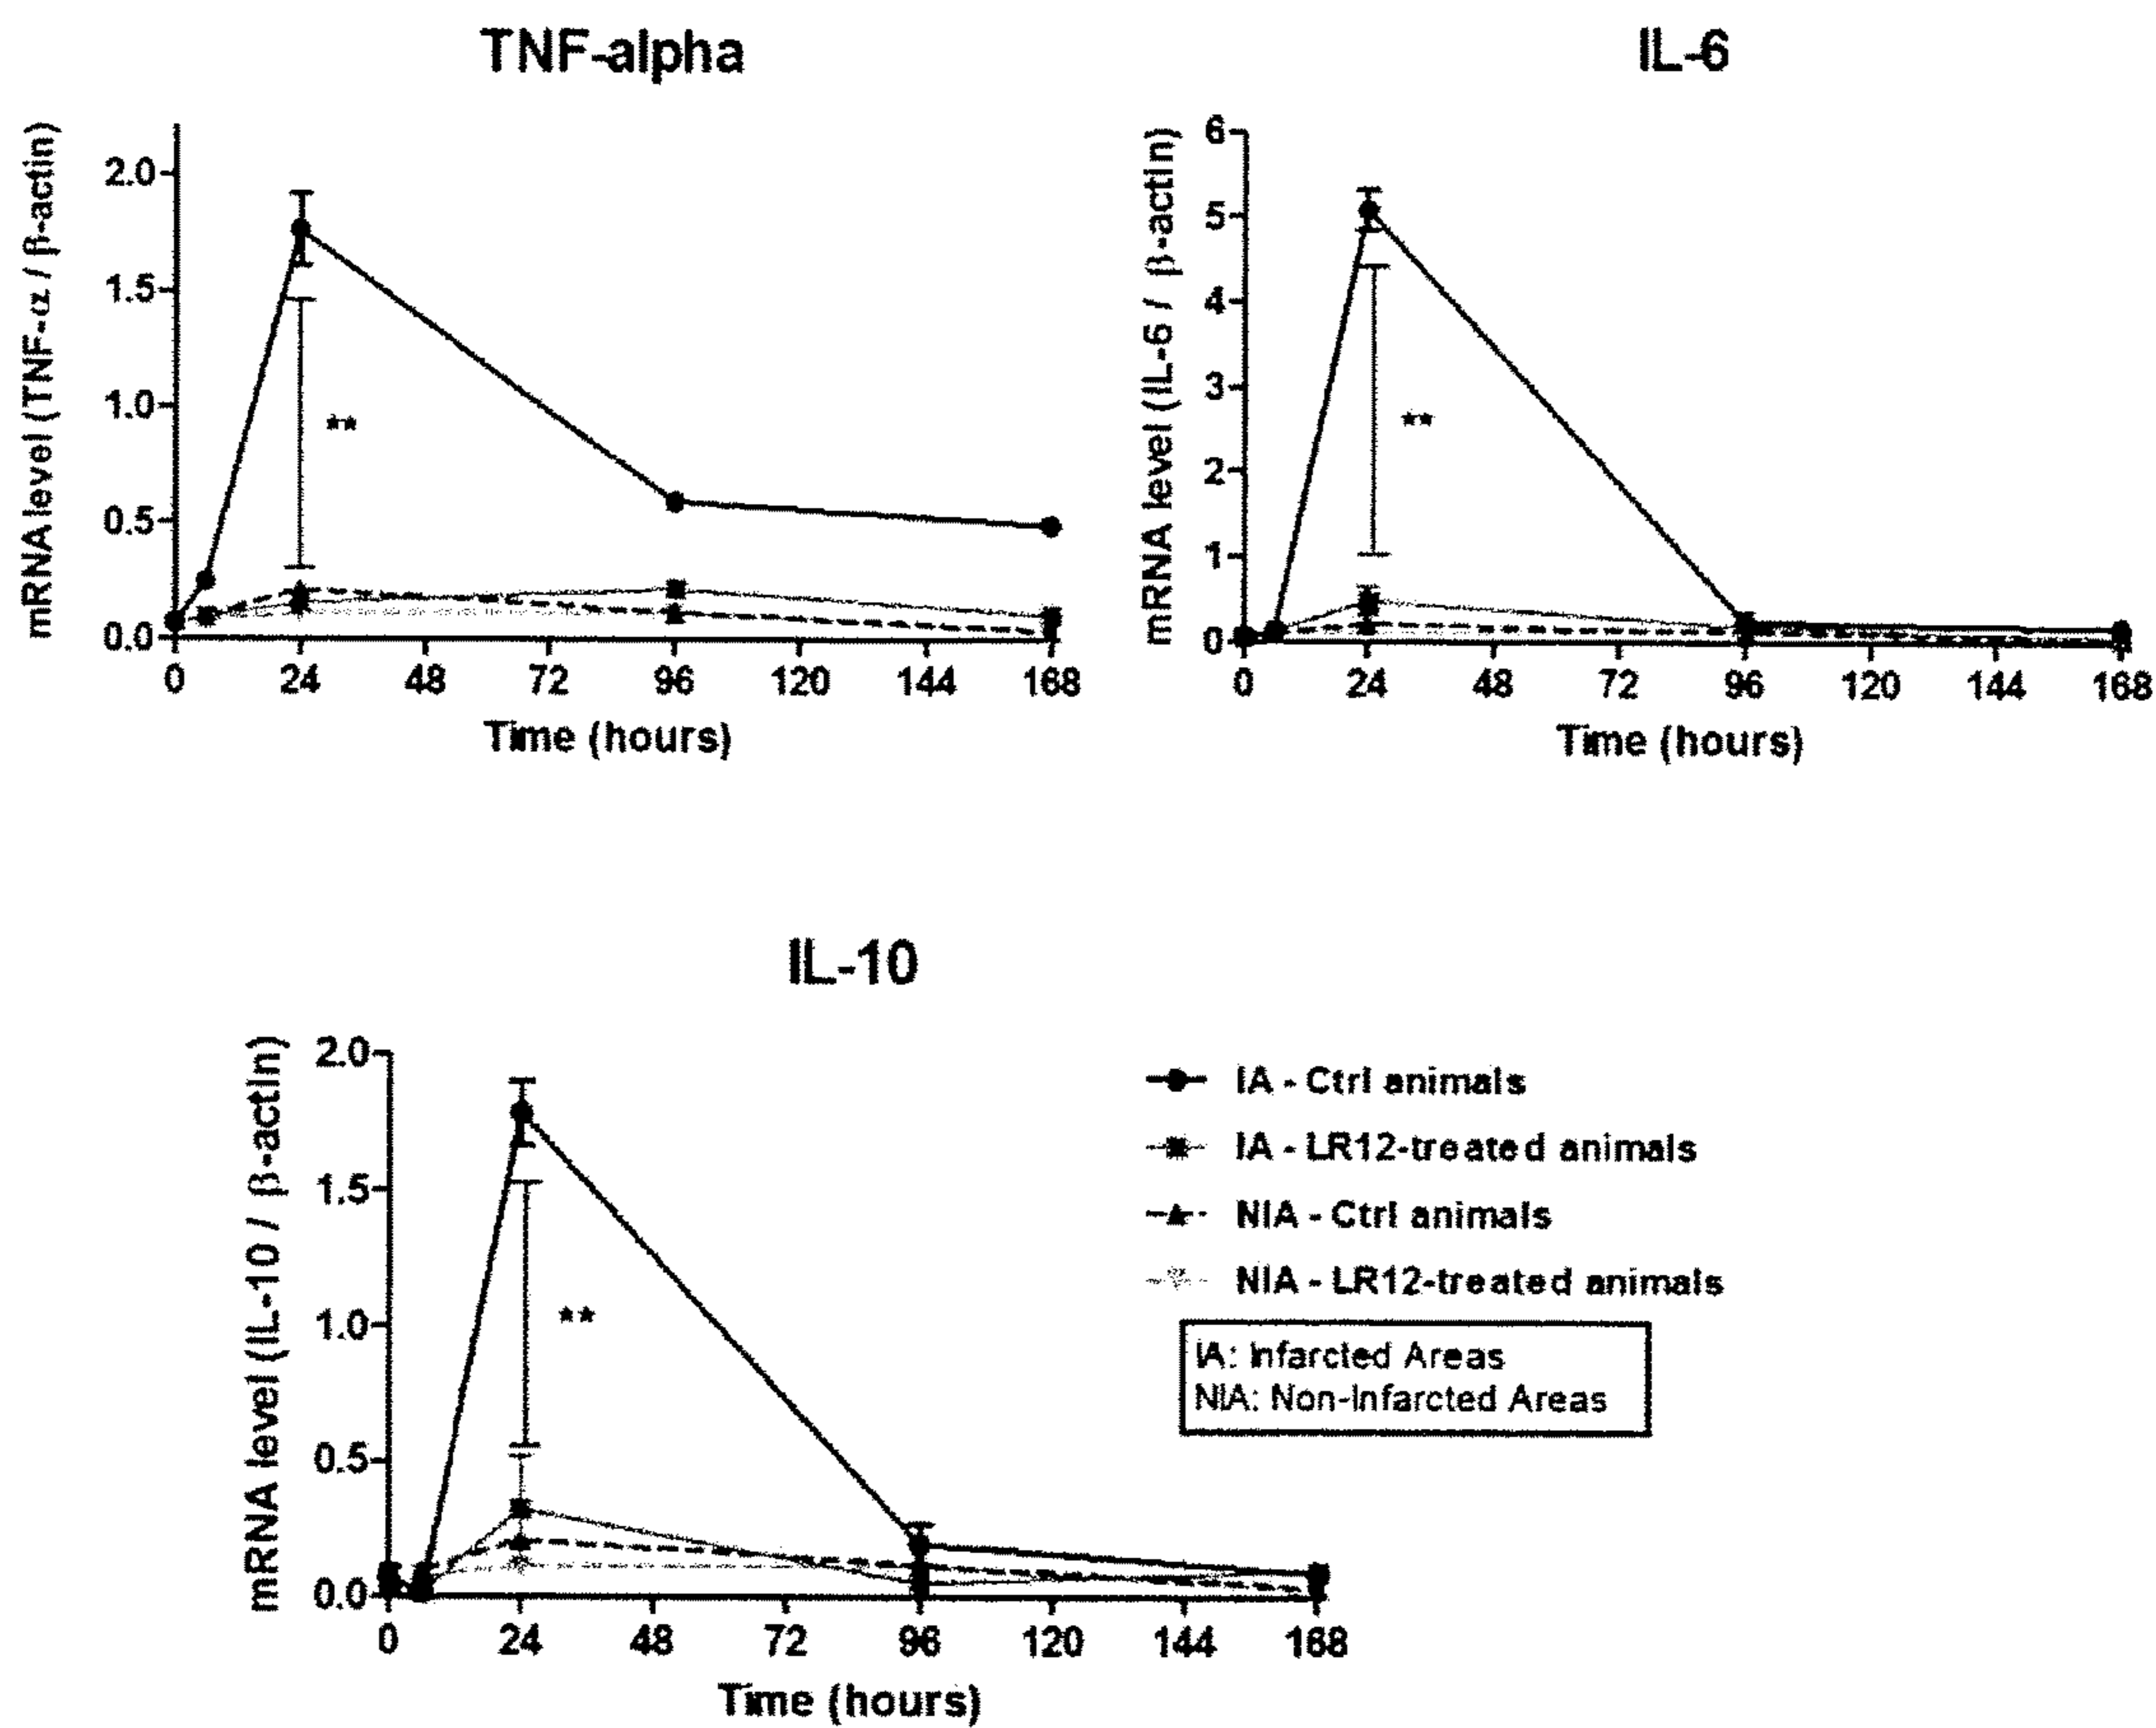 TNF-alpha
mRNA level (TNF-α / β-actin)
2.0
1.5
1.0
0.5
0.0
**
0 24 48 72 96 120 144 168
Time (hours)
IL-6
mRNA level (IL-6 / β-actin)
6
5
4
3
2
1
0
**
0 24 48 72 96 120 144 168
Time (hours)
IL-10
mRNA level (IL-10 / β-actin)
2.0
1.5
1.0
0.5
0.0
**
0 24 48 72 96 120 144 168
Time (hours)
IA - Ctrl animals
IA - LR12-treated animals
NIA - Ctrl animals
NIA - LR12-treated animals
IA: Infarcted Areas
NIA: Non-Infarcted Areas